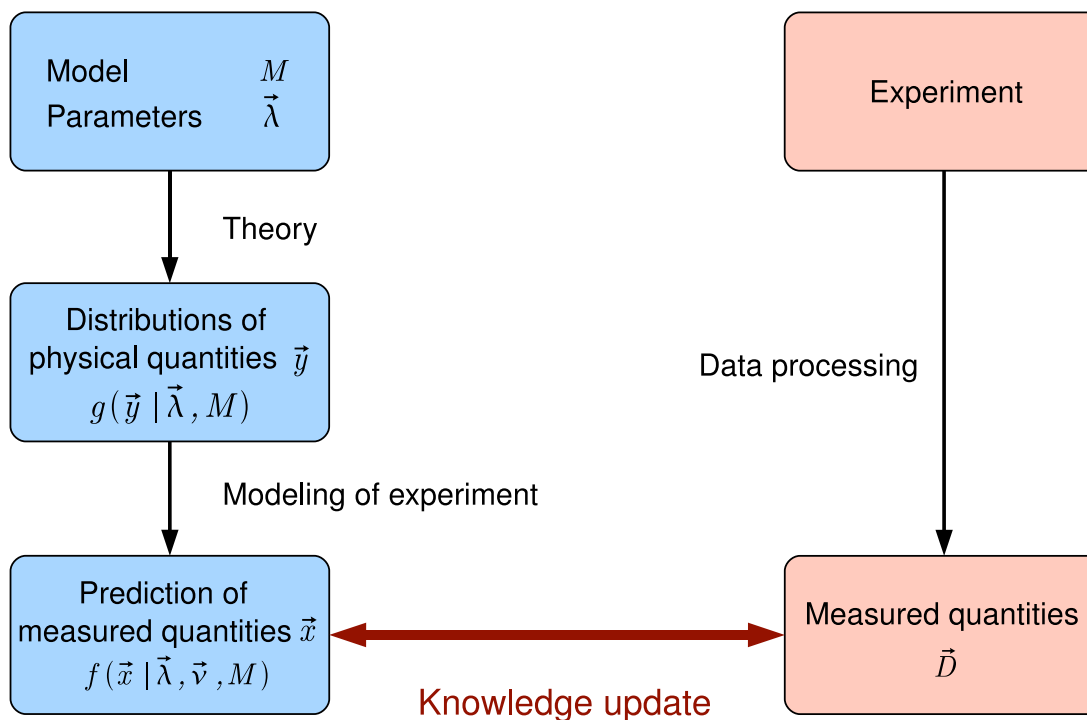 Model M
Parameters λ⃗
Experiment
Theory
Distributions of
physical quantities y⃗
g(y⃗ | λ⃗, M)
Data processing
Modeling of experiment
Prediction of
measured quantities x⃗
f(x⃗ | λ⃗, ν⃗, M)
Measured quantities
D⃗
Knowledge update